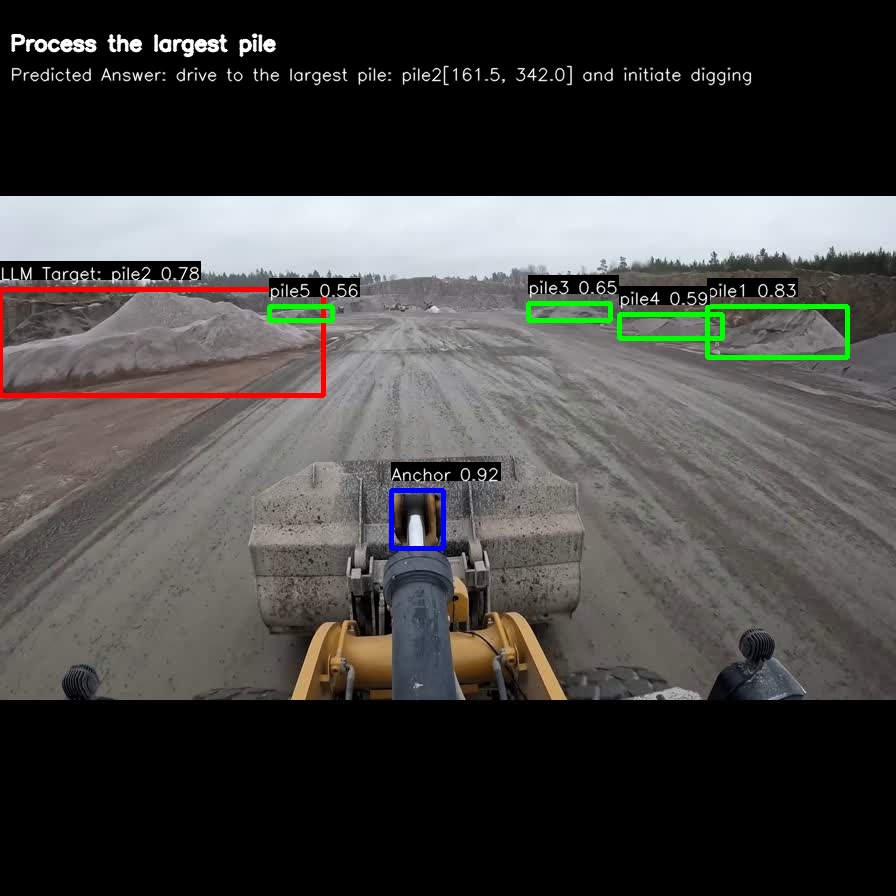 Process the largest pile
Predicted Answer: drive to the largest pile: pile2[161.5, 342.0] and initiate digging
LLM Target: pile2 0.78
pile5 0.56
pile3 0.65
pile4 0.59
pile1 0.83
Anchor 0.92